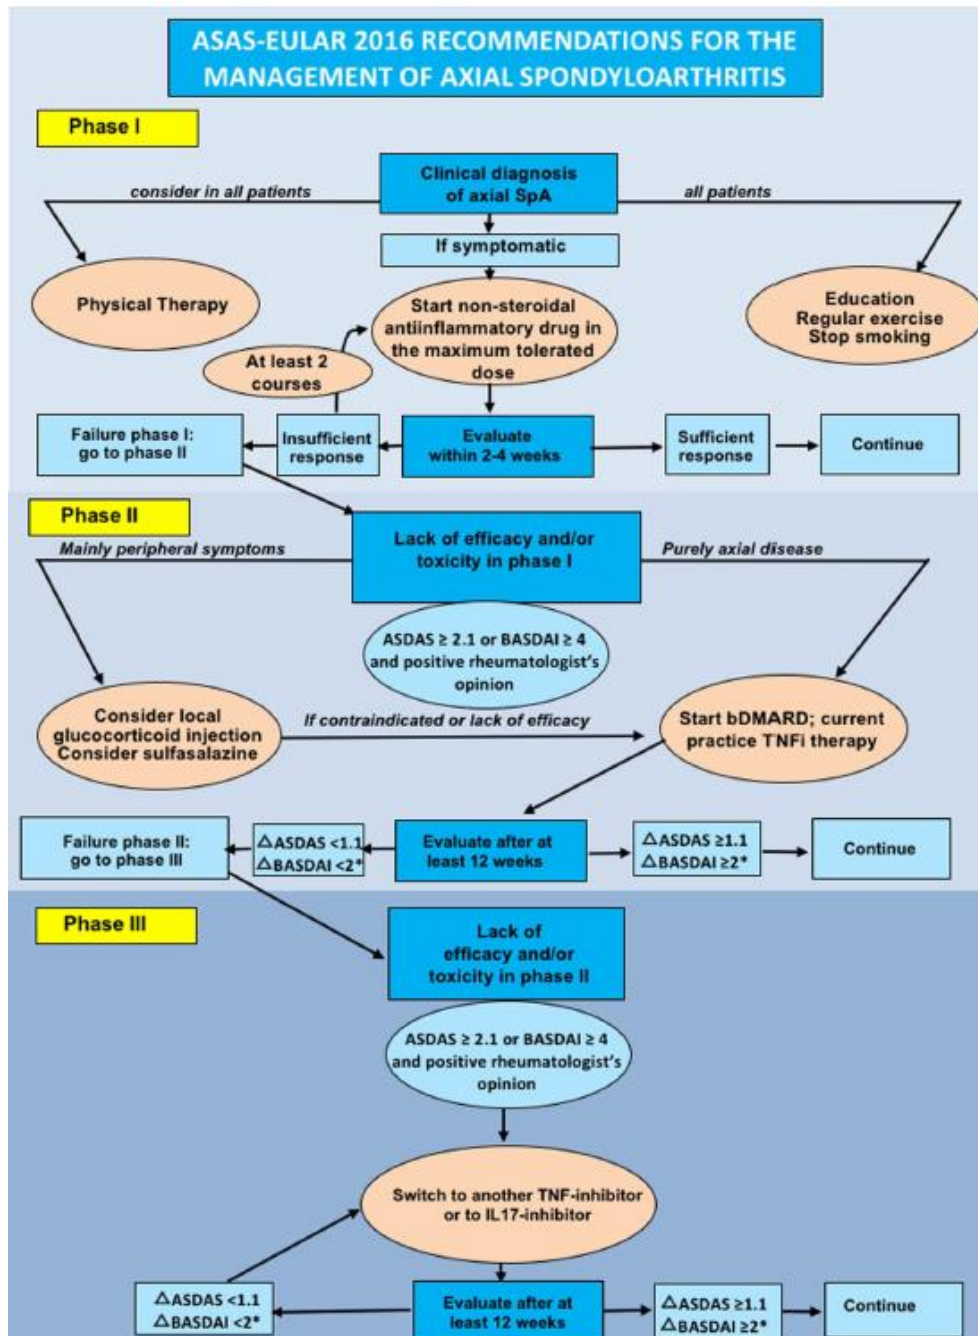 ASAS-EULAR 2016 RECOMMENDATIONS FOR THE
MANAGEMENT OF AXIAL SPONDYLOARTHRITIS
Phase I
Clinical diagnosis
of axial SpA
consider in all patients
all patients
If symptomatic
Physical Therapy
Start non-steroidal
antiinflammatory drug in
the maximum tolerated
dose
Education
Regular exercise
Stop smoking
At least 2
courses
Failure phase I:
go to phase II
Insufficient
response
Evaluate
within 2-4 weeks
Sufficient
response
Continue
Phase II
Lack of efficacy and/or
toxicity in phase I
Mainly peripheral symptoms
Purely axial disease
ASDAS ≥ 2.1 or BASDAI ≥ 4
and positive rheumatologist's
opinion
Consider local
glucocorticoid injection
Consider sulfasalazine
If contraindicated or lack of efficacy
Start bDMARD; current
practice TNFi therapy
Failure phase II:
go to phase III
△ASDAS <1.1
△BASDAI <2*
Evaluate after at
least 12 weeks
△ASDAS ≥1.1
△BASDAI ≥2*
Continue
Phase III
Lack of
efficacy and/or
toxicity in phase II
ASDAS ≥ 2.1 or BASDAI ≥ 4
and positive rheumatologist's
opinion
Switch to another TNF-inhibitor
or to IL17-inhibitor
△ASDAS <1.1
△BASDAI <2*
Evaluate after at
least 12 weeks
△ASDAS ≥1.1
△BASDAI ≥2*
Continue